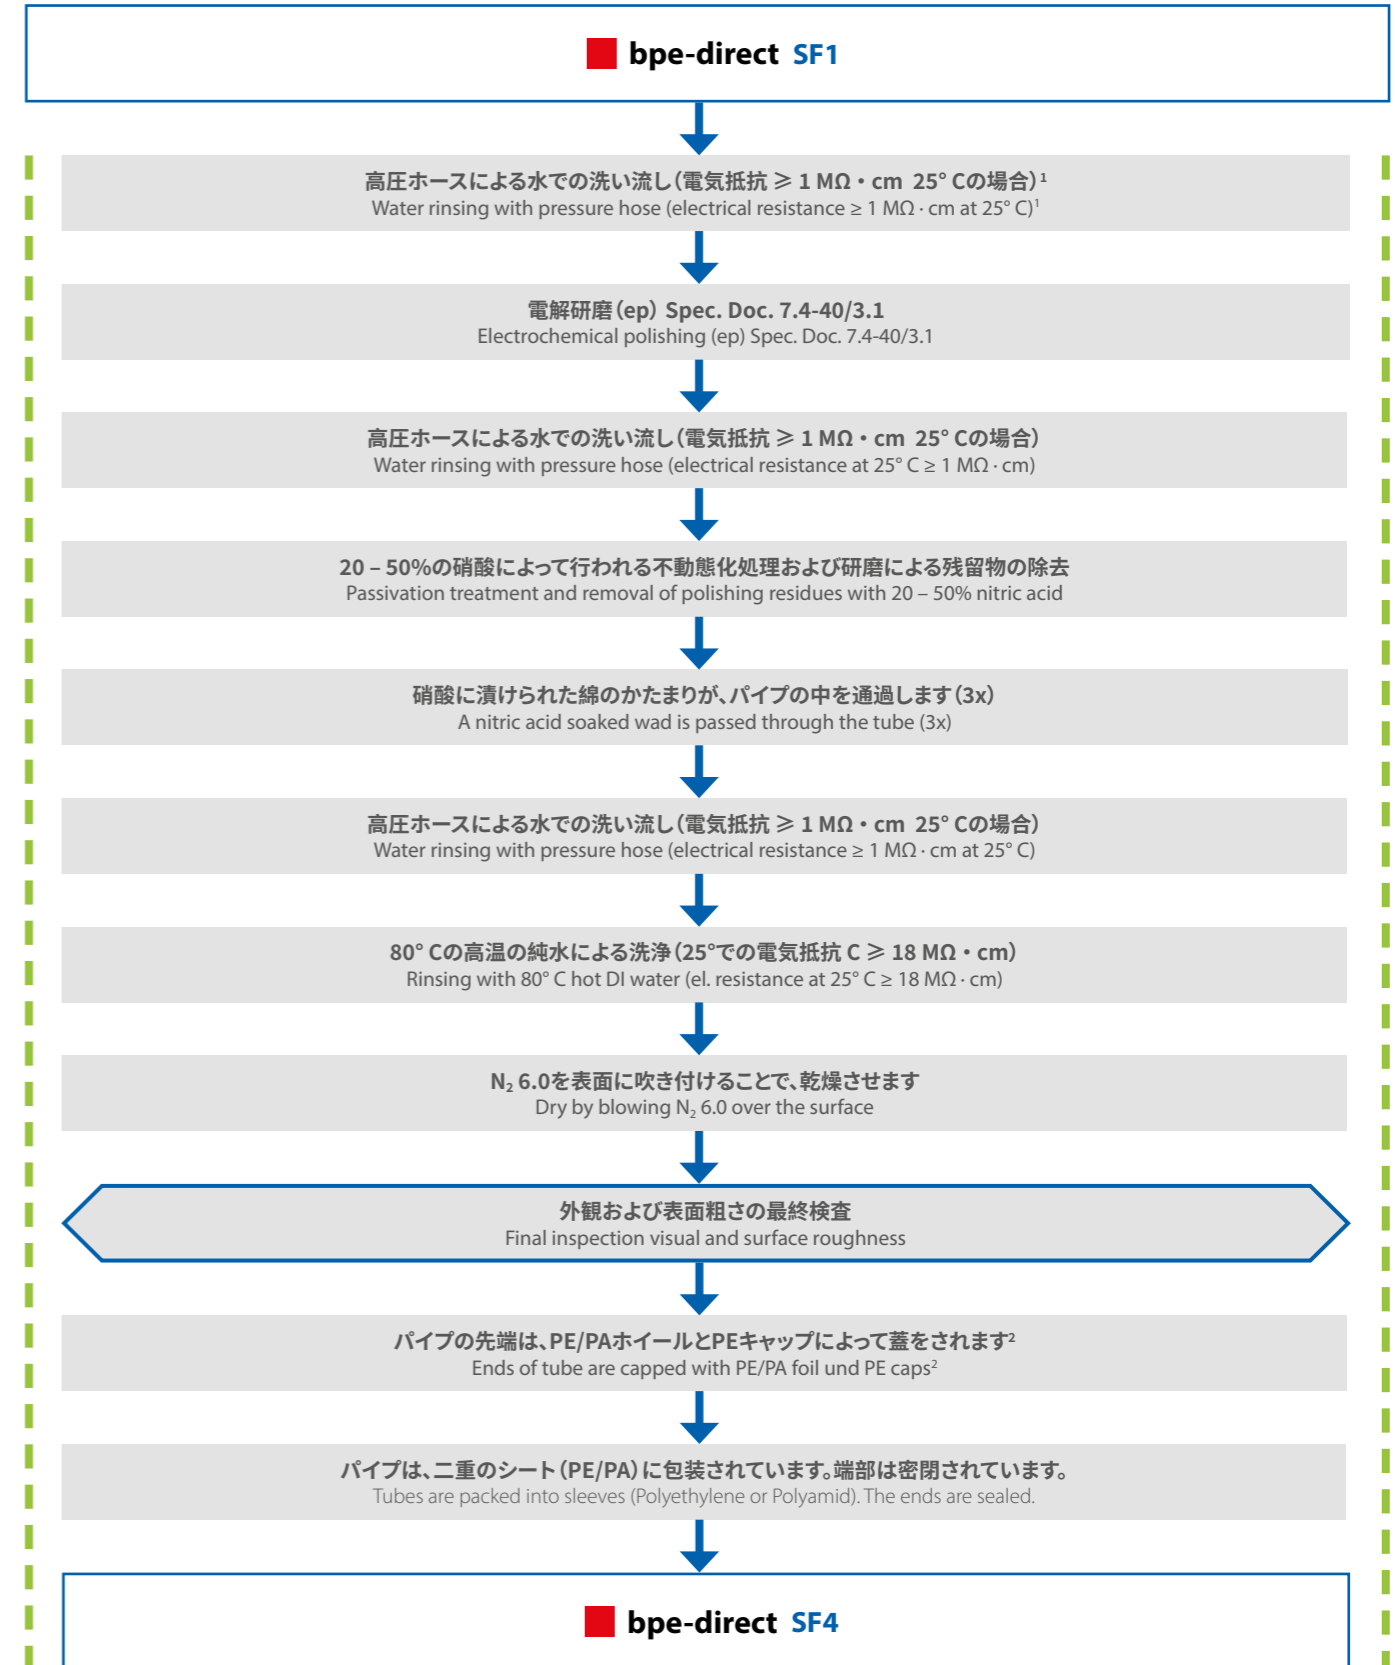 bpe-direct SF1
高圧ホースによる水での洗い流し（電気抵抗 ≥ 1 MΩ・cm 25° Cの場合）¹
Water rinsing with pressure hose (electrical resistance ≥ 1 MΩ · cm at 25° C)¹
電解研磨（ep） Spec. Doc. 7.4-40/3.1
Electrochemical polishing (ep) Spec. Doc. 7.4-40/3.1
高圧ホースによる水での洗い流し（電気抵抗 ≥ 1 MΩ・cm 25° Cの場合）
Water rinsing with pressure hose (electrical resistance at 25° C ≥ 1 MΩ · cm)
20 – 50%の硝酸によって行われる不動態化処理および研磨による残留物の除去
Passivation treatment and removal of polishing residues with 20 – 50% nitric acid
硝酸に漬けられた綿のかたまりが、パイプの中を通過します（3x）
A nitric acid soaked wad is passed through the tube (3x)
高圧ホースによる水での洗い流し（電気抵抗 ≥ 1 MΩ・cm 25° Cの場合）
Water rinsing with pressure hose (electrical resistance ≥ 1 MΩ · cm at 25° C)
80° Cの高温の純水による洗浄（25°での電気抵抗 C ≥ 18 MΩ・cm）
Rinsing with 80° C hot DI water (el. resistance at 25° C ≥ 18 MΩ · cm)
N₂ 6.0を表面に吹き付けることで、乾燥させます
Dry by blowing N₂ 6.0 over the surface
外観および表面粗さの最終検査
Final inspection visual and surface roughness
パイプの先端は、PE/PAホイールとPEキャップによって蓋をされます²
Ends of tube are capped with PE/PA foil und PE caps²
パイプは、二重のシート（PE/PA）に包装されています。端部は密閉されています。
Tubes are packed into sleeves (Polyethylene or Polyamid). The ends are sealed.
bpe-direct SF4